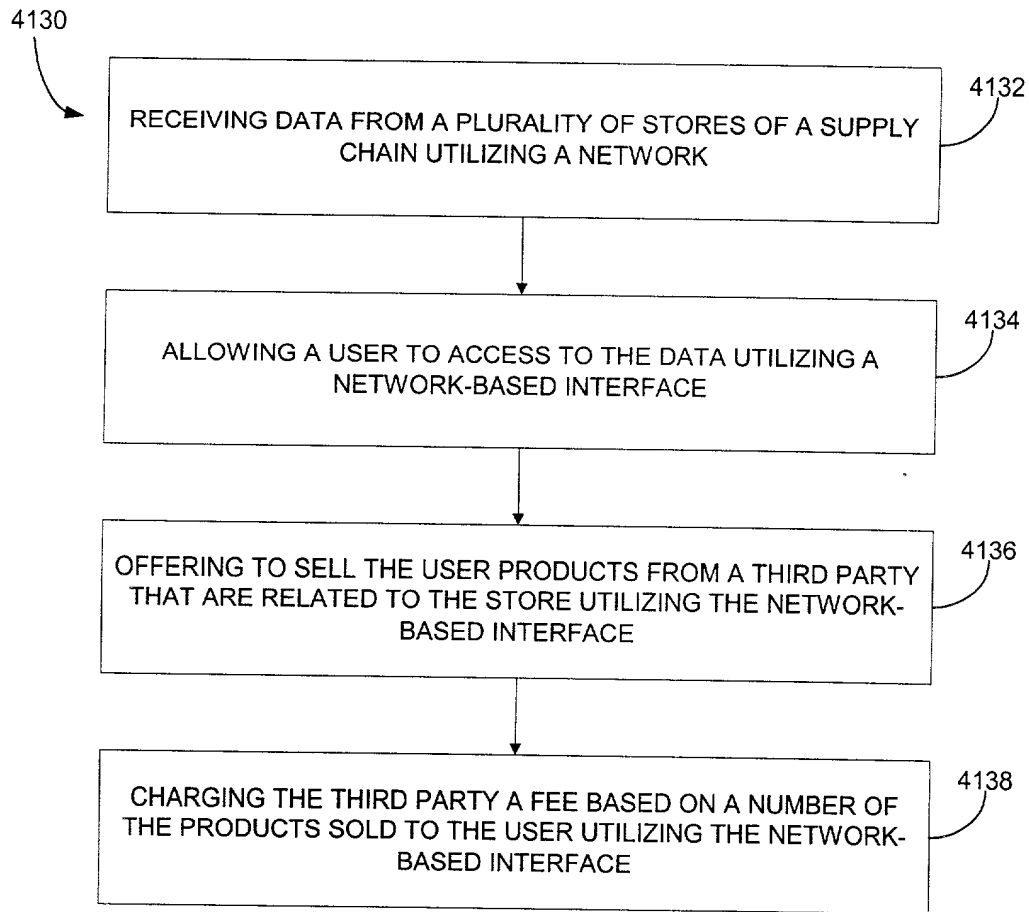 4130
4132
RECEIVING DATA FROM A PLURALITY OF STORES OF A SUPPLY
CHAIN UTILIZING A NETWORK
4134
ALLOWING A USER TO ACCESS TO THE DATA UTILIZING A
NETWORK-BASED INTERFACE
4136
OFFERING TO SELL THE USER PRODUCTS FROM A THIRD PARTY
THAT ARE RELATED TO THE STORE UTILIZING THE NETWORK-
BASED INTERFACE
4138
CHARGING THE THIRD PARTY A FEE BASED ON A NUMBER OF
THE PRODUCTS SOLD TO THE USER UTILIZING THE NETWORK-
BASED INTERFACE